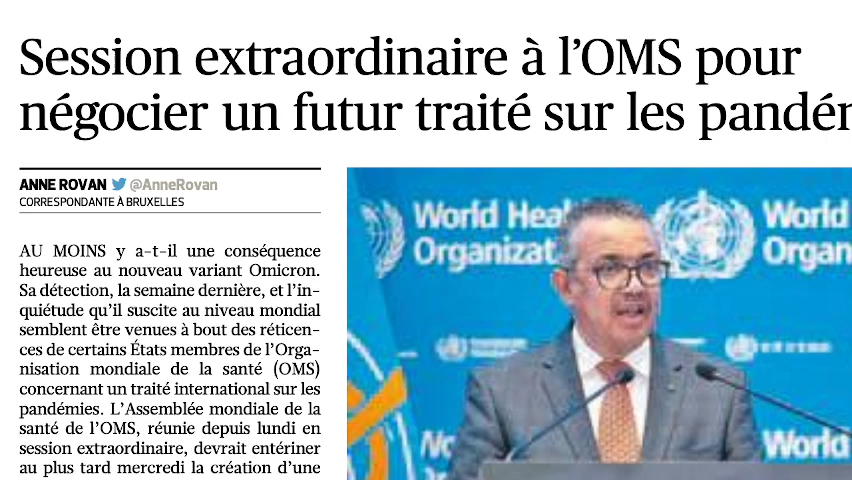 Session extraordinaire à l’OMS pour
négocier un futur traité sur les
ANNE ROVAN @AnneRovan
CORRESPONDANTE À BRUXELLES
AU MOINS y a-t-il une conséquence
heureuse au nouveau variant Omicron.
Sa détection, la semaine dernière, et l’in-
quiétude qu’il suscite au niveau mondial
semblent être venues à bout des réticen-
ces de certains États membres de l’Orga-
nisation mondiale de la santé (OMS)
concernant un traité international sur les
pandémies. L’Assemblée mondiale de la
santé de l’OMS, réunie depuis lundi en
session extraordinaire, devrait entériner
au plus tard mercredi la création d’une
World
World
World